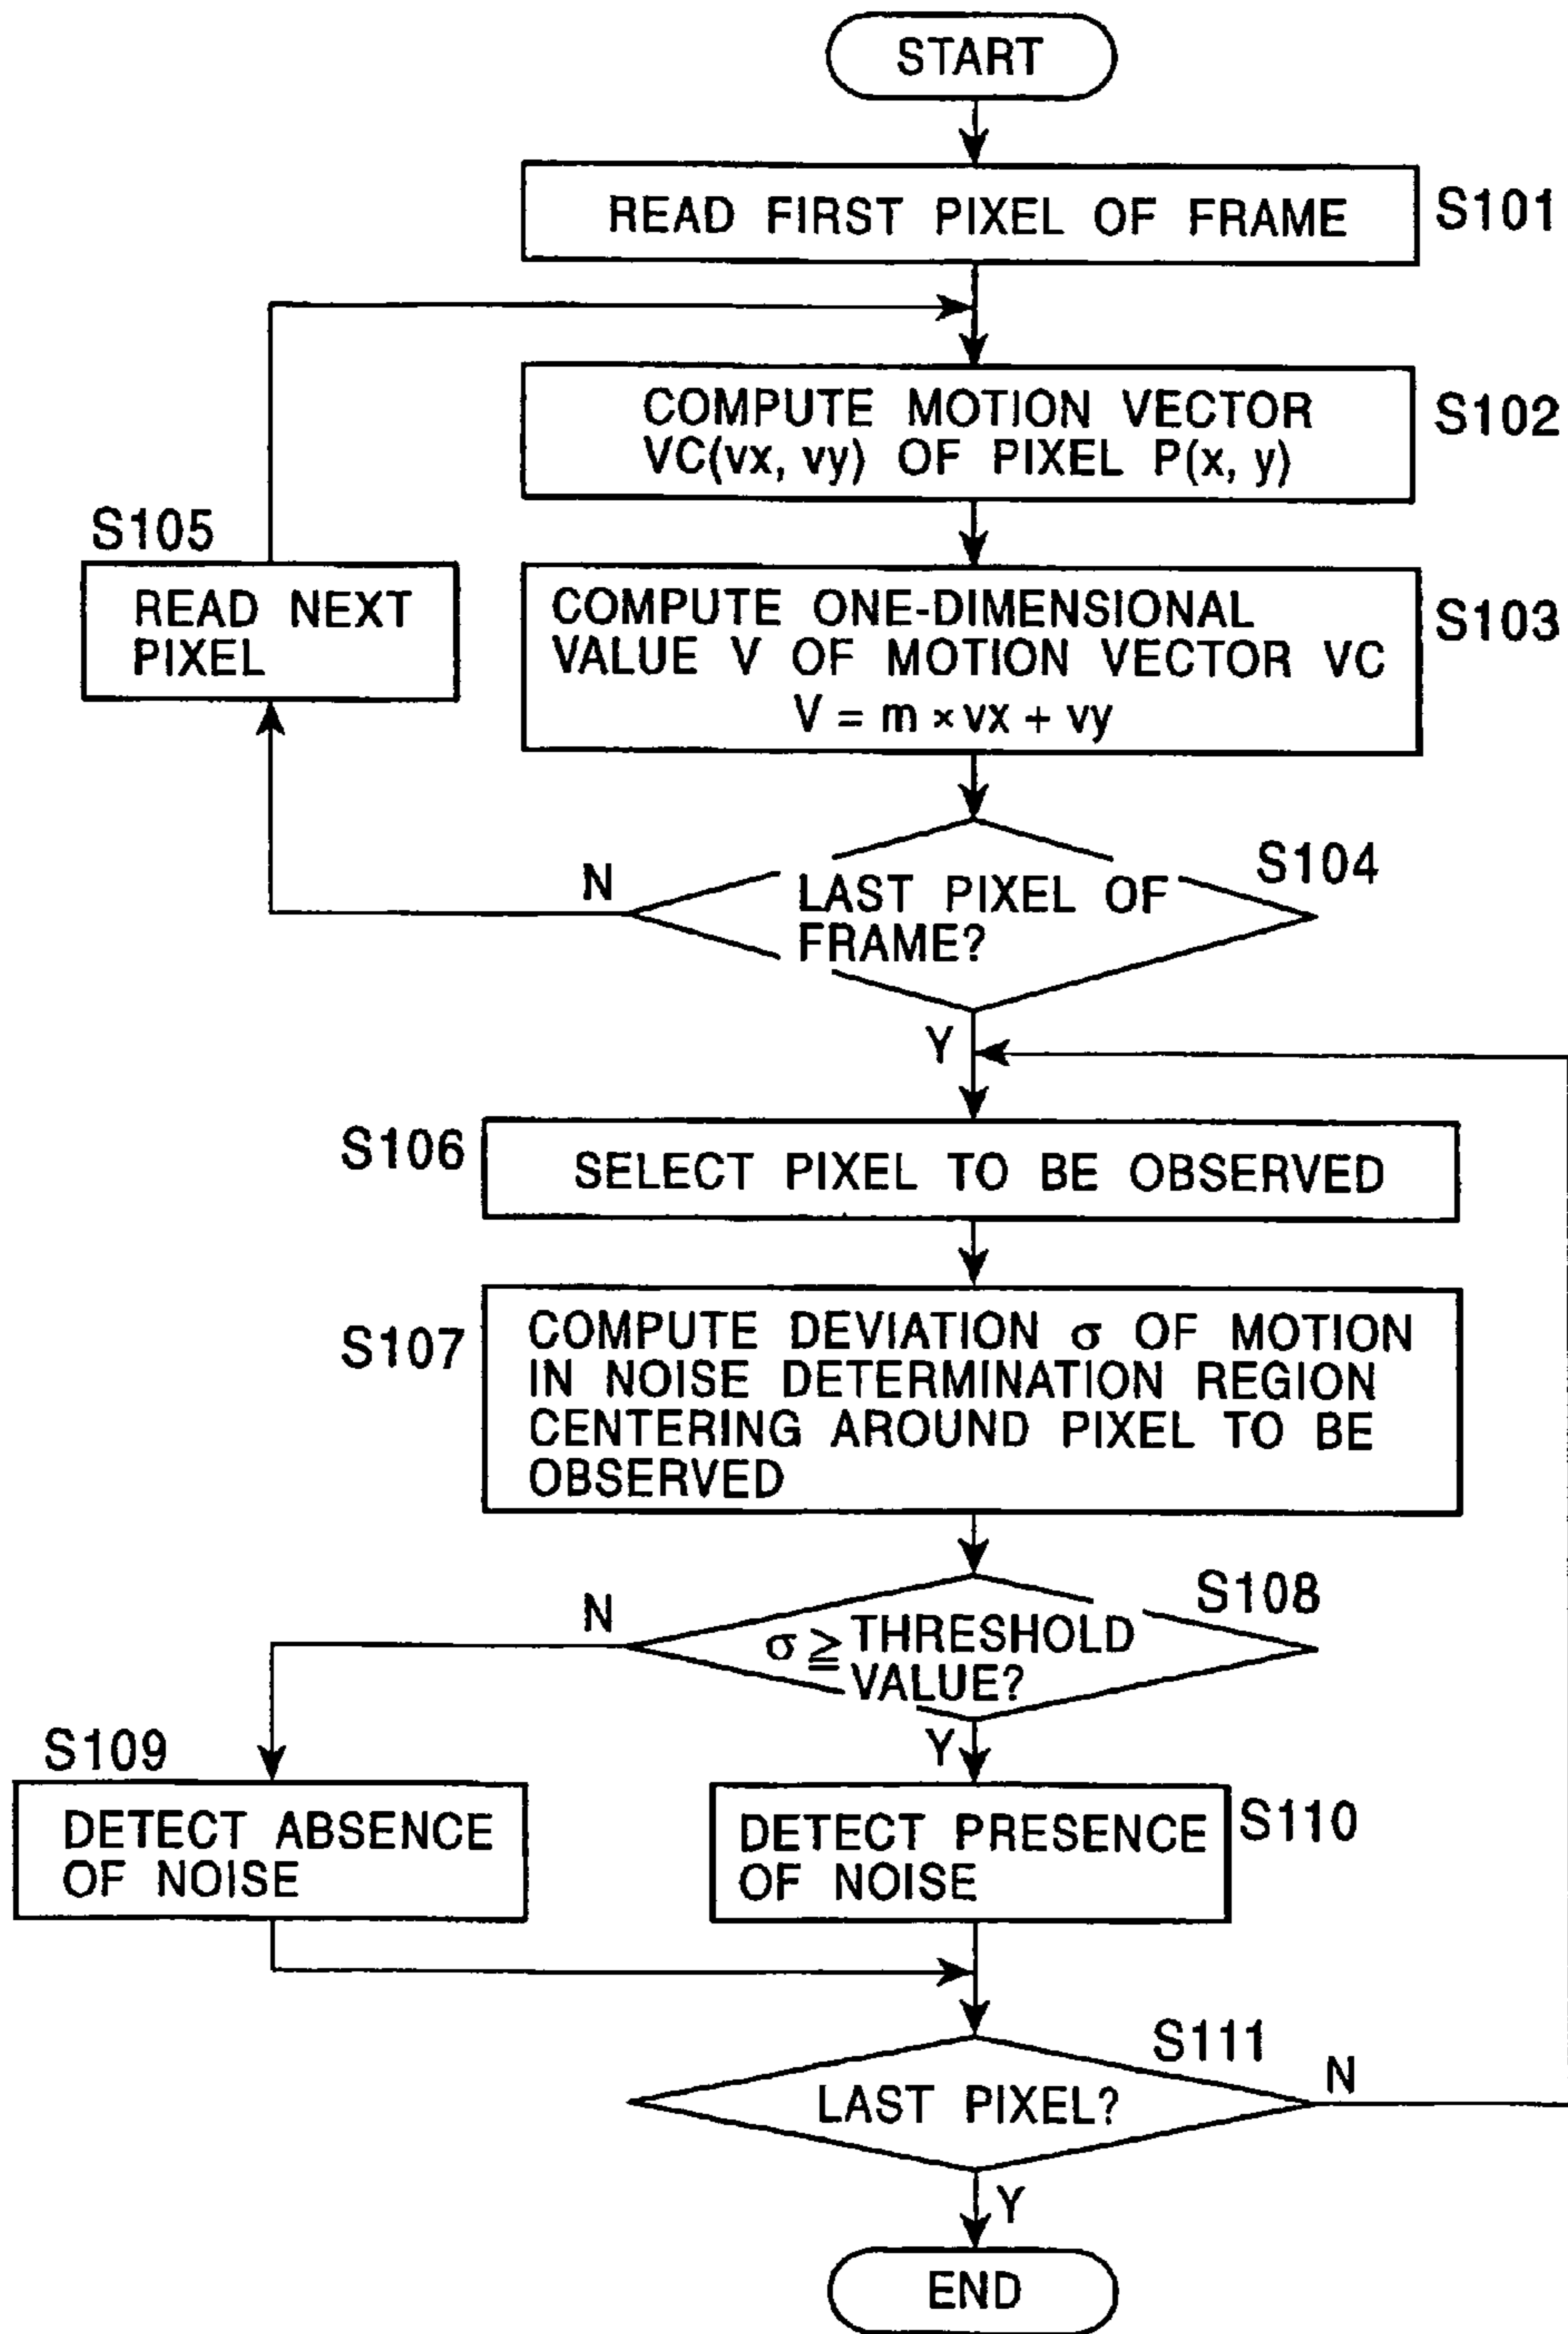 START
READ FIRST PIXEL OF FRAME
S101
COMPUTE MOTION VECTOR
VC(vx, vy) OF PIXEL P(x, y)
S102
S105
READ NEXT
PIXEL
COMPUTE ONE-DIMENSIONAL
VALUE V OF MOTION VECTOR VC
V = m × vx + vy
S103
S104
N
LAST PIXEL OF
FRAME?
Y
S106
SELECT PIXEL TO BE OBSERVED
S107
COMPUTE DEVIATION σ OF MOTION
IN NOISE DETERMINATION REGION
CENTERING AROUND PIXEL TO BE
OBSERVED
S108
N
σ ≧ THRESHOLD
VALUE?
Y
S109
DETECT ABSENCE
OF NOISE
DETECT PRESENCE
OF NOISE
S110
S111
LAST PIXEL?
N
Y
END